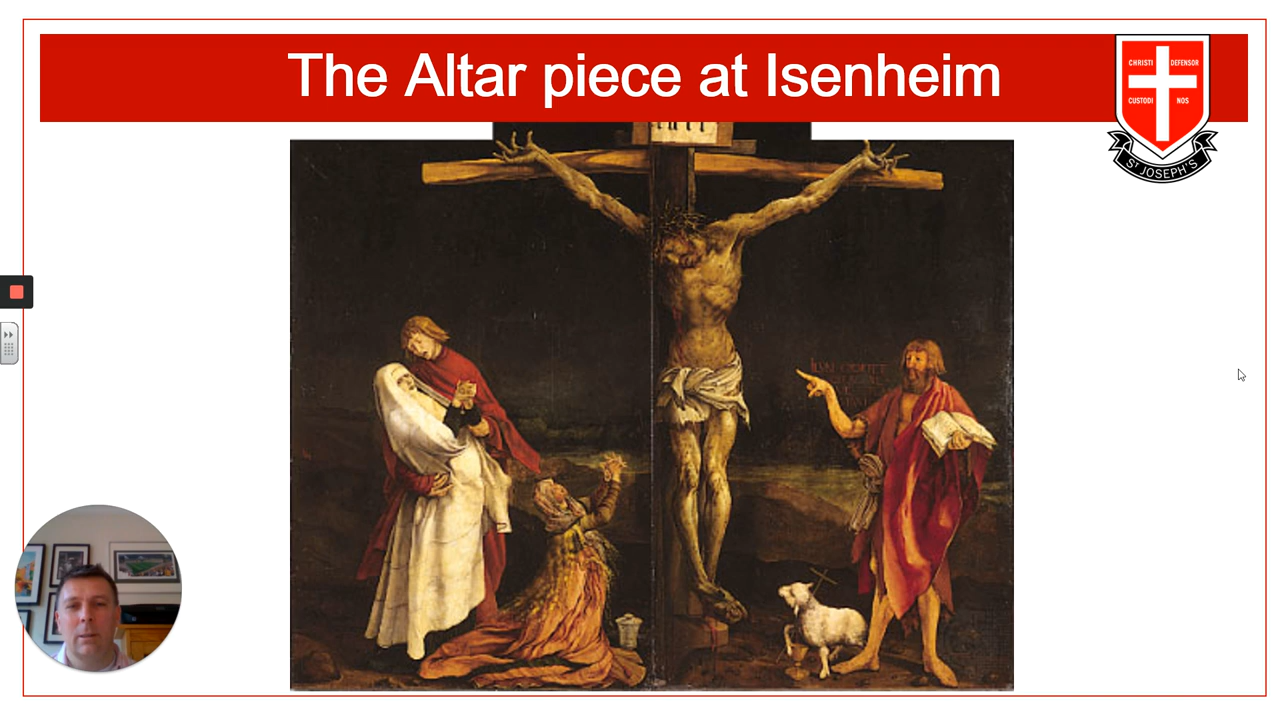 The Altar piece at Isenheim
CHRISTI DEFENSOR
CUSTODI NOS
ST JOSEPH'S